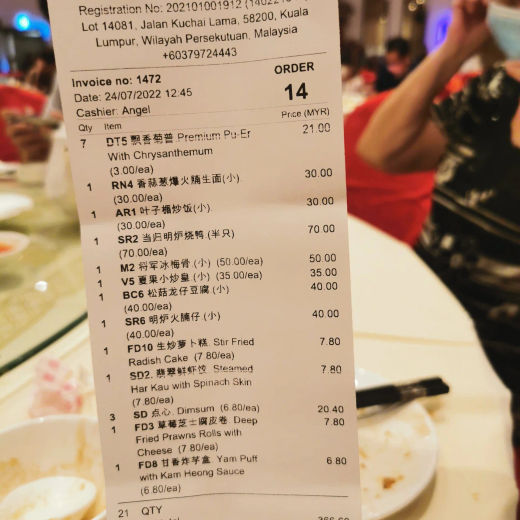 Registration No: 202101001912
Lot 14081, Jalan Kuchai Lama, 58200, Kuala
Lumpur, Wilayah Persekutuan, Malaysia
+60379724443
Invoice no: 1472
ORDER
Date: 24/07/2022 12:45
14
Cashier: Angel
Qty Item Price (MYR)
7 DT5 飘香菊普 Premium Pu-Er 21.00
With Chrysanthemum
(3.00/ea)
1 RN4 香蒜葱爆火腩生面(小) 30.00
(30.00/ea)
1 AR1 叶子楣炒饭(小). 30.00
(30.00/ea)
1 SR2 当归明炉烧鸭 (半只) 70.00
(70.00/ea)
1 M2 将军冰梅骨 (小) (50.00/ea) 50.00
1 V5 夏果小炒皇 (小) (35.00/ea) 35.00
1 BC6 松菇龙仔豆腐 (小) 40.00
(40.00/ea)
1 SR6 明炉火腩仔 (小) 40.00
(40.00/ea)
1 FD10 生炒萝卜糕. Stir Fried 7.80
Radish Cake (7.80/ea)
1 SD2. 翡翠鲜虾饺. Steamed 7.80
Har Kau with Spinach Skin
(7.80/ea)
3 SD 点心. Dimsum (6.80/ea) 20.40
1 FD3 草莓芝士腐皮卷. Deep 7.80
Fried Prawns Rolls with
Cheese (7.80/ea)
1 FD8 甘香炸芋盒. Yam Puff 6.80
with Kam Heong Sauce
(6.80/ea)
21 QTY